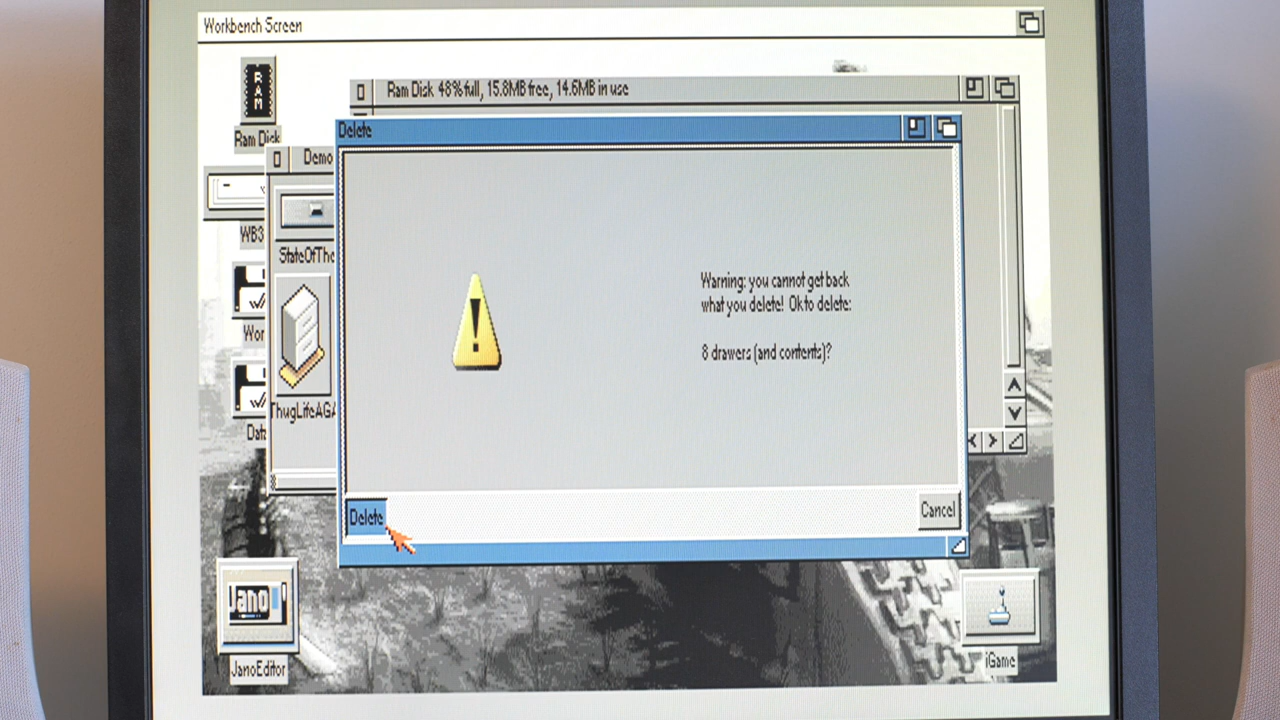 Workbench Screen
RAM
Ram Disk
Ram Disk 48% full, 15.8MB free, 14.6MB in use
Delete
Demo
WB3
StateOfThe
Warning: you cannot get back
what you delete! Ok to delete:
8 drawers (and contents)?
Wor
ThugLifeAGA
Data
Delete
Cancel
Jano
JanoEditor
iGame